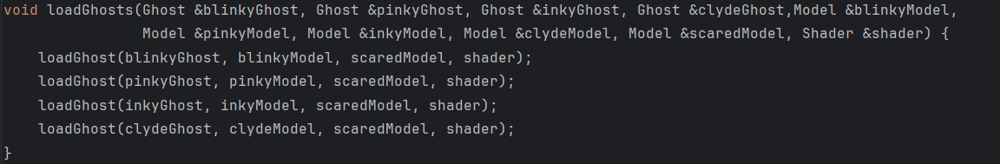 void loadGhosts(Ghost &blinkyGhost, Ghost &pinkyGhost, Ghost &inkyGhost, Ghost &clydeGhost,Model &blinkyModel,
                Model &pinkyModel, Model &inkyModel, Model &clydeModel, Model &scaredModel, Shader &shader) {
    loadGhost(blinkyGhost, blinkyModel, scaredModel, shader);
    loadGhost(pinkyGhost, pinkyModel, scaredModel, shader);
    loadGhost(inkyGhost, inkyModel, scaredModel, shader);
    loadGhost(clydeGhost, clydeModel, scaredModel, shader);
}